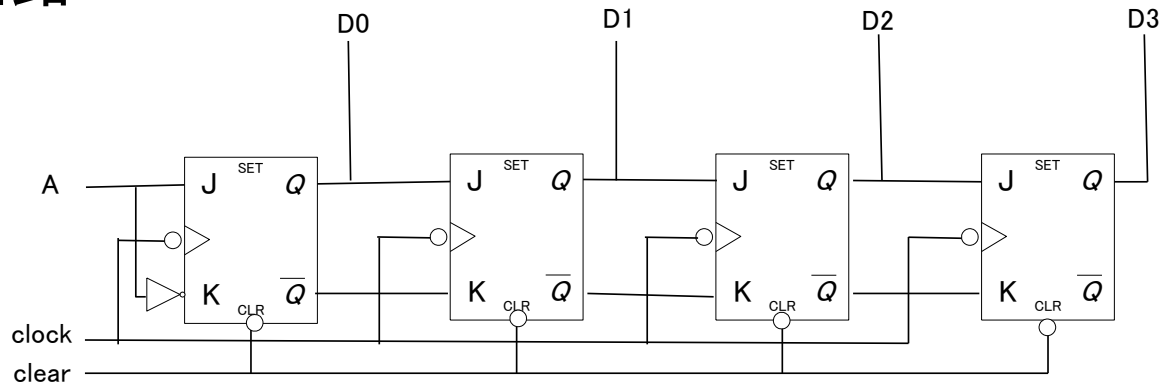 D0 D1 D2 D3
A
SET SET SET SET
J Q J Q J Q J Q
K Q̅ K Q̅ K Q̅ K Q̅
CLR CLR CLR CLR
clock
clear